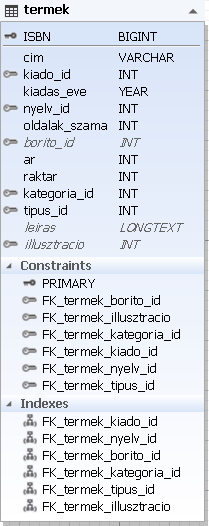 termek
ISBN BIGINT
cim VARCHAR
kiado_id INT
kiadas_eve YEAR
nyelv_id INT
oldalak_szama INT
borito_id INT
ar INT
raktar INT
kategoria_id INT
tipus_id INT
leiras LONGTEXT
illusztracio INT
Constraints
PRIMARY
FK_termek_borito_id
FK_termek_illusztracio
FK_termek_kategoria_id
FK_termek_kiado_id
FK_termek_nyelv_id
FK_termek_tipus_id
Indexes
FK_termek_kiado_id
FK_termek_nyelv_id
FK_termek_borito_id
FK_termek_kategoria_id
FK_termek_tipus_id
FK_termek_illusztracio